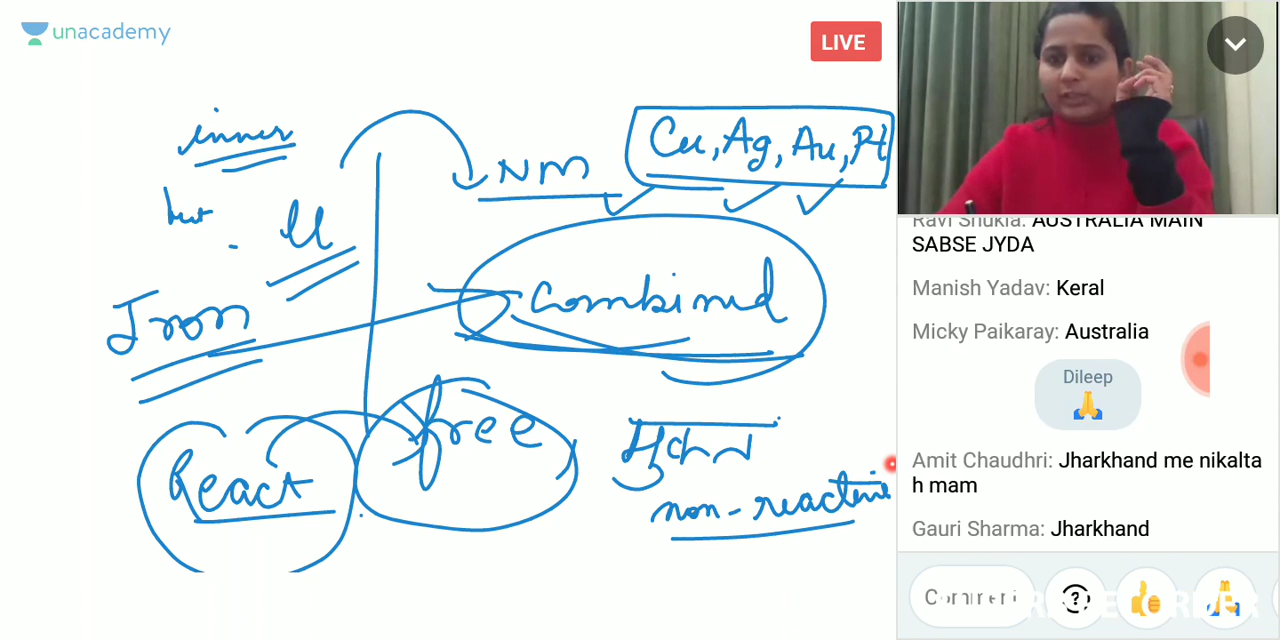 unacademy
LIVE
inner
NM
Cu, Ag, Au, Pt
but
Iron
Combined
React
free
मुक्त
non-reactive
Ravi Shukla: AUSTRALIA MAIN
SABSE JYDA
Manish Yadav: Keral
Micky Paikaray: Australia
Dileep
Amit Chaudhri: Jharkhand me nikalta
h mam
Gauri Sharma: Jharkhand